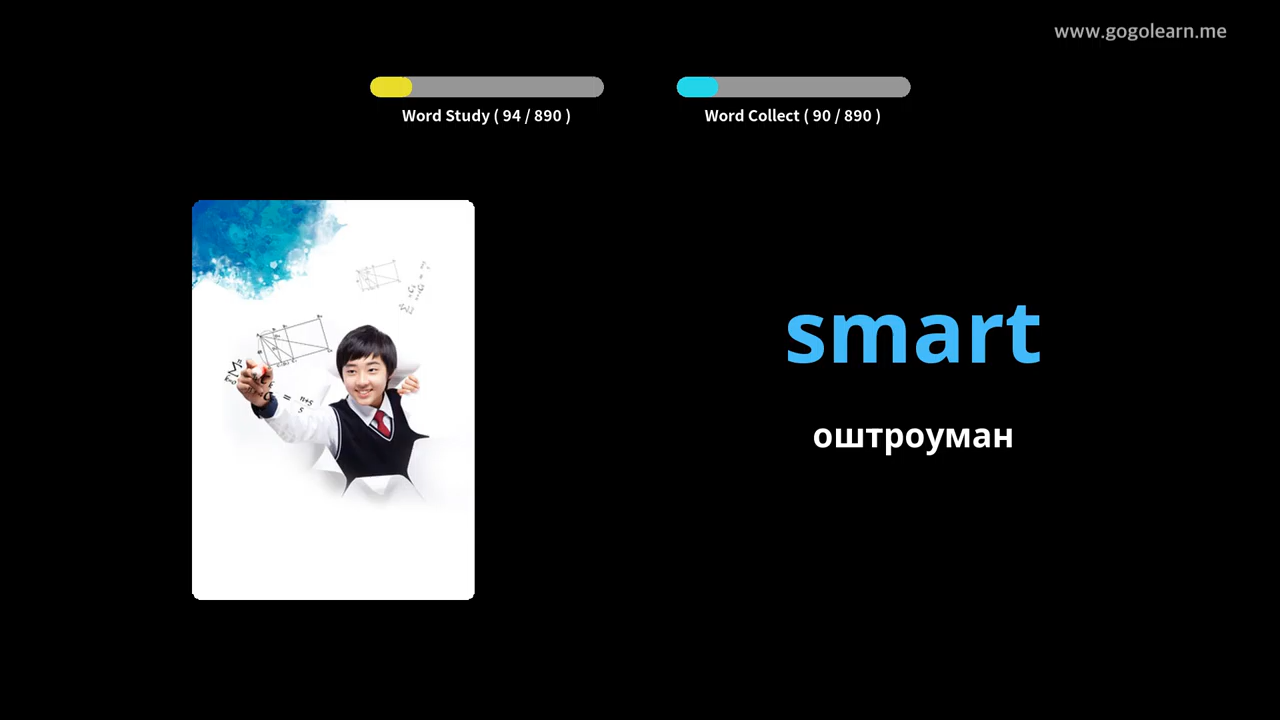 www.gogolearn.me
Word Study ( 94 / 890 )
Word Collect ( 90 / 890 )
smart
оштроуман
n+s
=
s